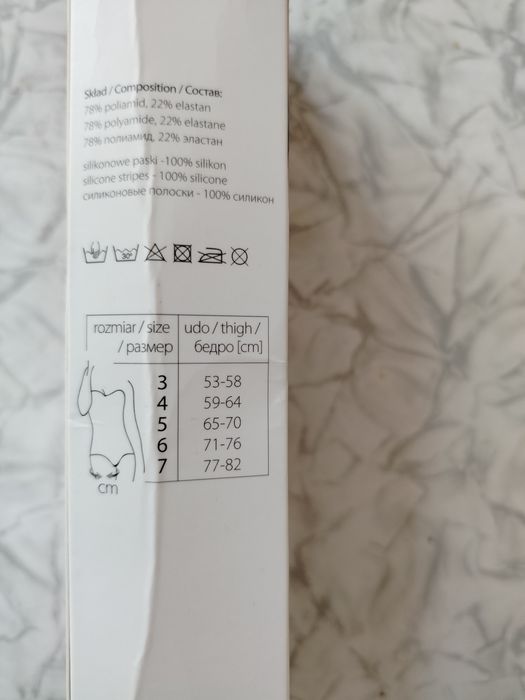 Skład / Composition / Состав:
78% poliamid, 22% elastan
78% polyamide, 22% elastane
78% полиамид, 22% эластан
silikonowe paski -100% silikon
silicone stripes - 100% silicone
силиконовые полоски - 100% силикон
30°
rozmiar / size / размер udo / thigh / бедро [cm]
3 53-58
4 59-64
5 65-70
6 71-76
7 77-82
cm